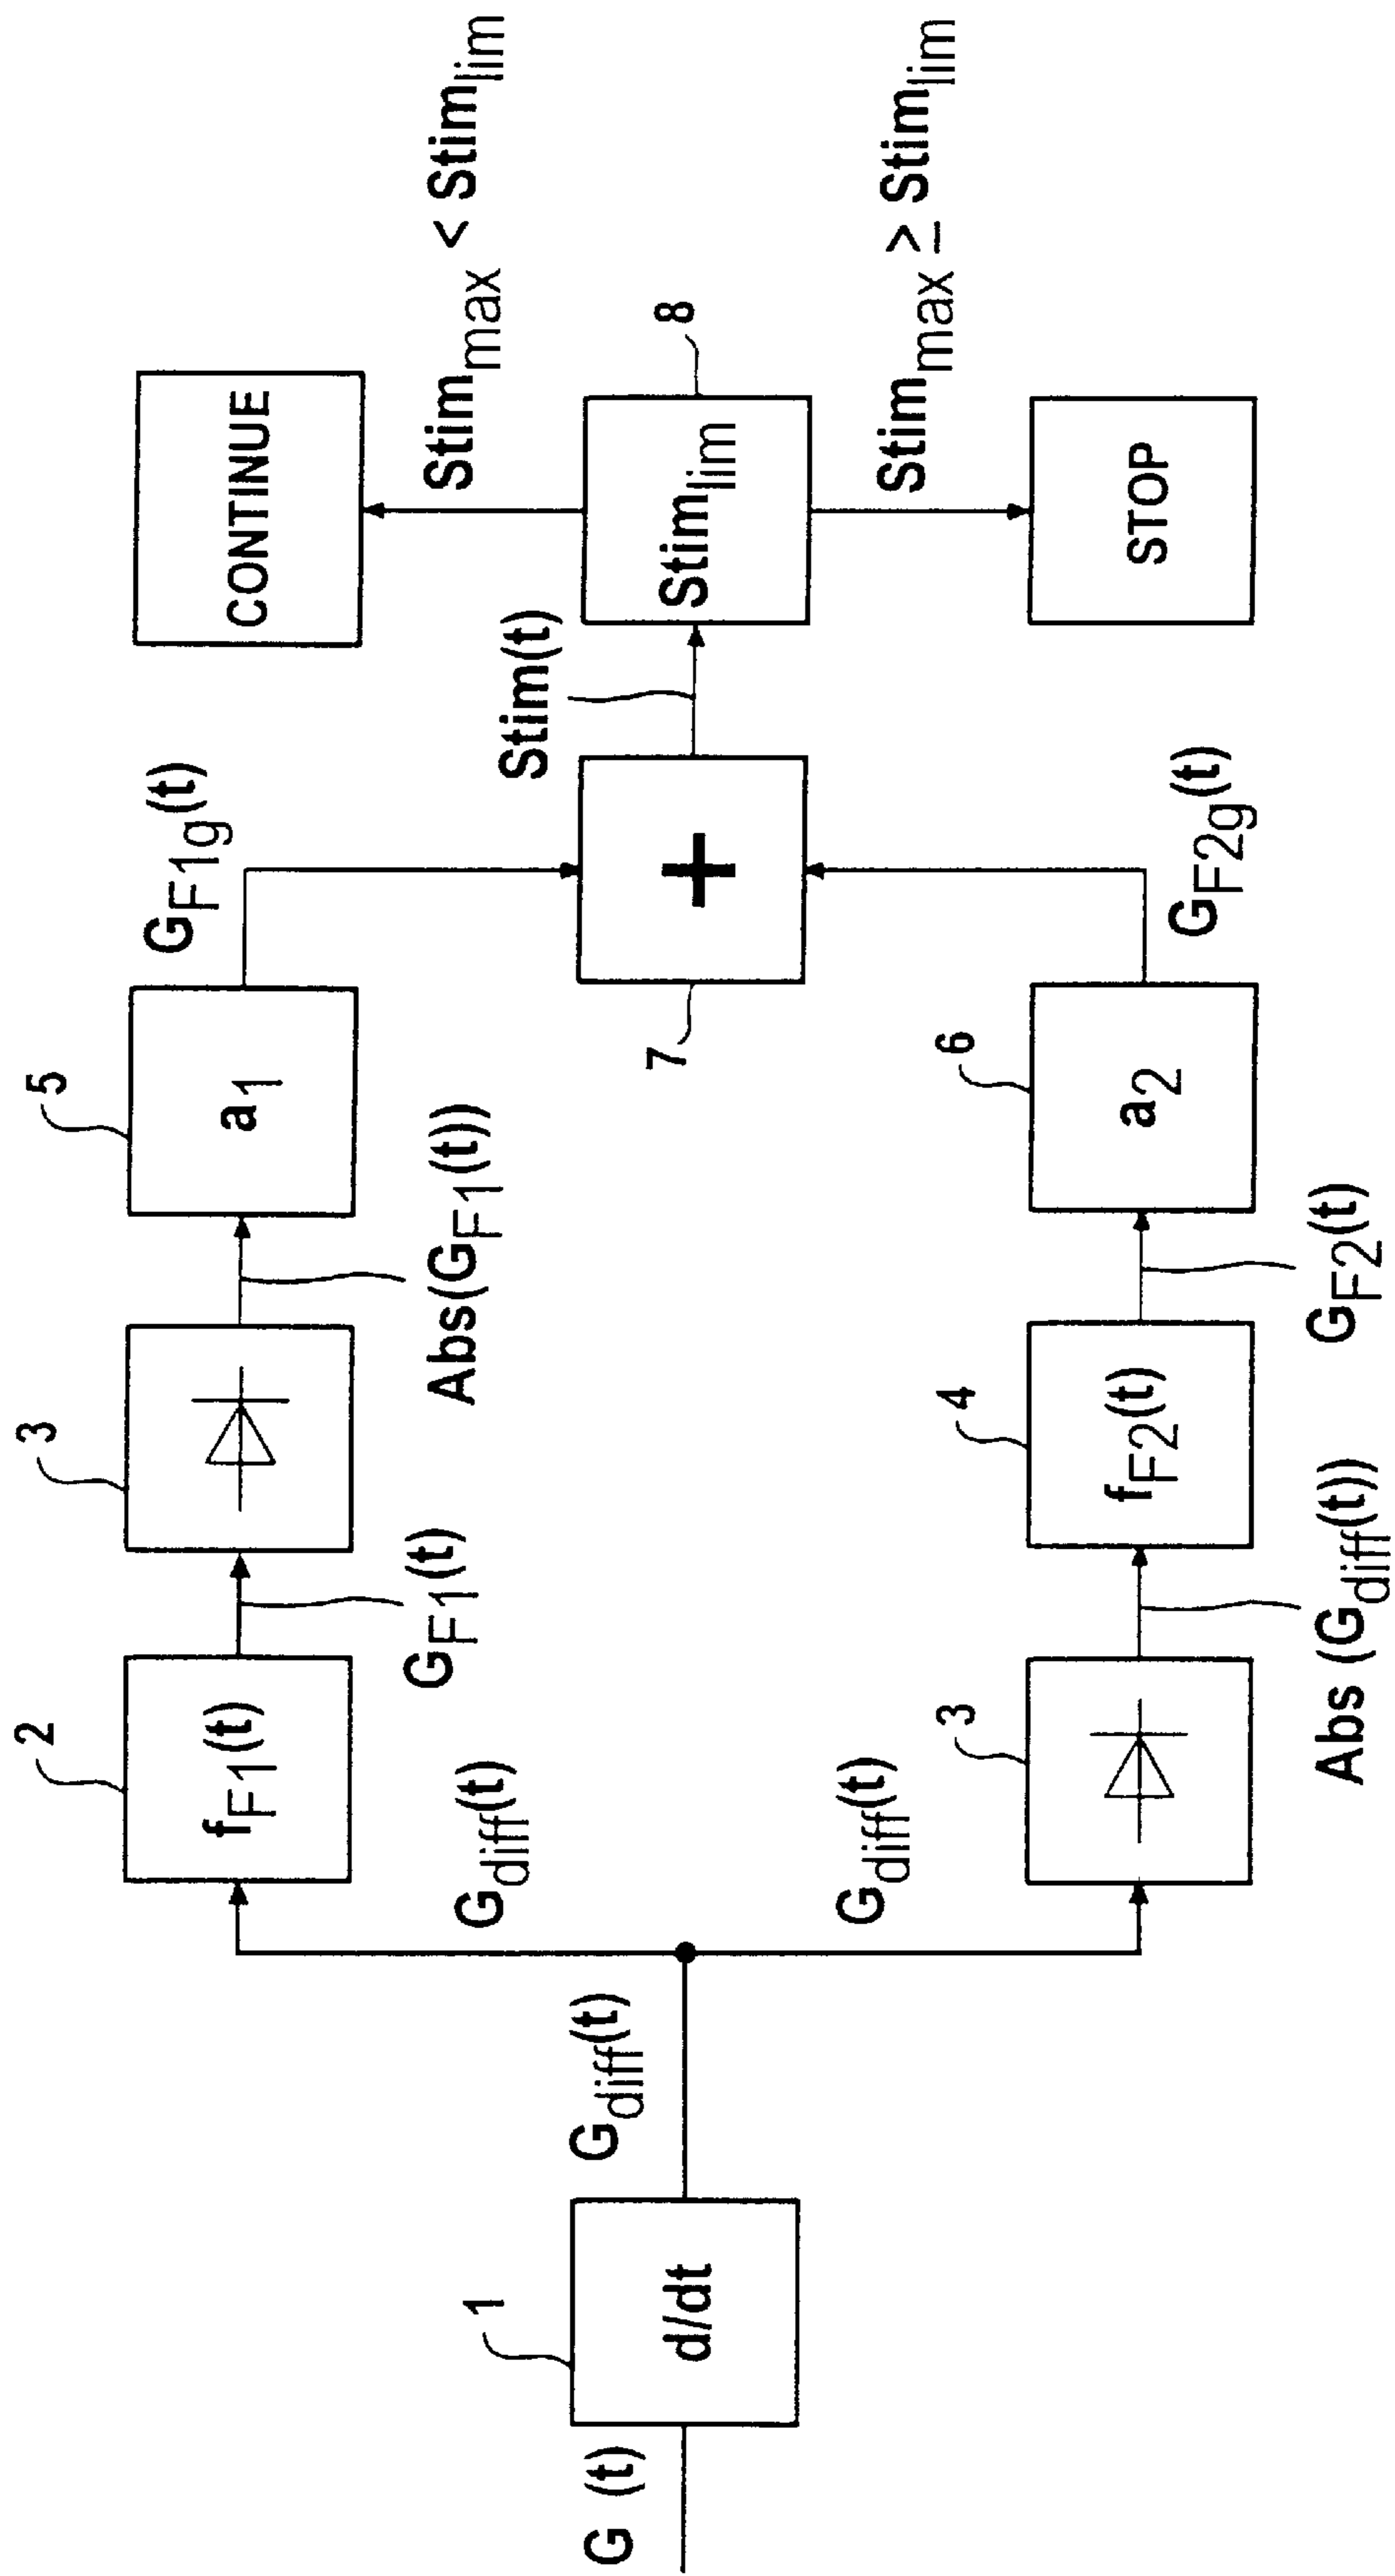 G (t)
1
d/dt
G_diff(t)
G_diff(t)
G_diff(t)
2
f_F1(t)
G_F1(t)
3
Abs(G_F1(t))
5
a_1
G_F1g(t)
3
Abs (G_diff(t))
4
f_F2(t)
G_F2(t)
6
a_2
G_F2g(t)
7
+
Stim(t)
8
Stim_lim
CONTINUE
Stim_max < Stim_lim
STOP
Stim_max ≥ Stim_lim